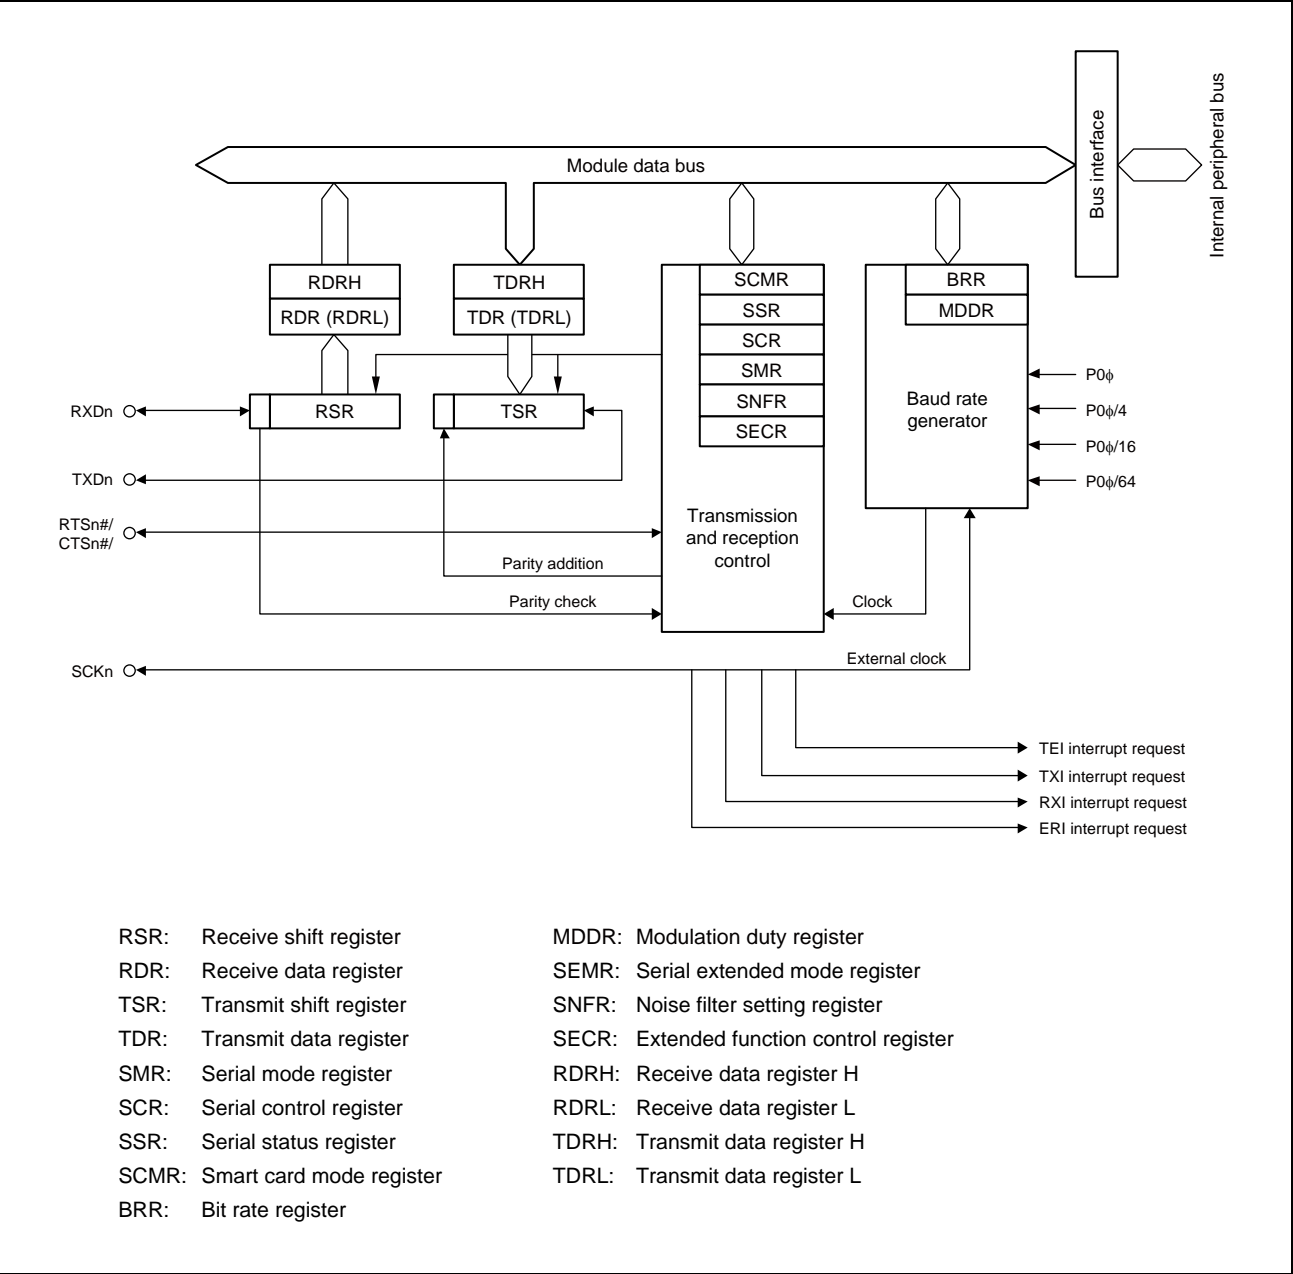 Module data bus
Bus interface
Internal peripheral bus
RDRH
RDR (RDRL)
TDRH
TDR (TDRL)
SCMR
SSR
SCR
SMR
SNFR
SECR
BRR
MDDR
RSR
TSR
Baud rate
generator
P0ϕ
P0ϕ/4
P0ϕ/16
P0ϕ/64
RXDn
TXDn
RTSn#/
CTSn#/
Transmission
and reception
control
Parity addition
Parity check
Clock
External clock
SCKn
TEI interrupt request
TXI interrupt request
RXI interrupt request
ERI interrupt request
RSR: Receive shift register
RDR: Receive data register
TSR: Transmit shift register
TDR: Transmit data register
SMR: Serial mode register
SCR: Serial control register
SSR: Serial status register
SCMR: Smart card mode register
BRR: Bit rate register
MDDR: Modulation duty register
SEMR: Serial extended mode register
SNFR: Noise filter setting register
SECR: Extended function control register
RDRH: Receive data register H
RDRL: Receive data register L
TDRH: Transmit data register H
TDRL: Transmit data register L